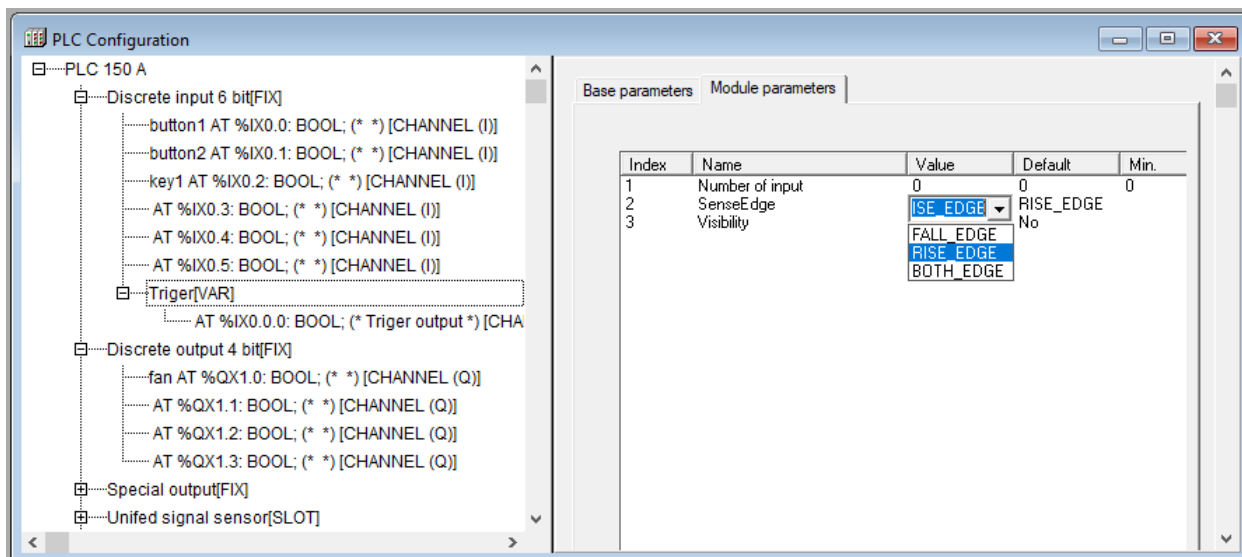 PLC Configuration
PLC 150 A
Discrete input 6 bit[FIX]
button1 AT %IX0.0: BOOL; (* *) [CHANNEL (I)]
button2 AT %IX0.1: BOOL; (* *) [CHANNEL (I)]
key1 AT %IX0.2: BOOL; (* *) [CHANNEL (I)]
AT %IX0.3: BOOL; (* *) [CHANNEL (I)]
AT %IX0.4: BOOL; (* *) [CHANNEL (I)]
AT %IX0.5: BOOL; (* *) [CHANNEL (I)]
Triger[VAR]
AT %IX0.0.0: BOOL; (* Triger output *) [CHA
Discrete output 4 bit[FIX]
fan AT %QX1.0: BOOL; (* *) [CHANNEL (Q)]
AT %QX1.1: BOOL; (* *) [CHANNEL (Q)]
AT %QX1.2: BOOL; (* *) [CHANNEL (Q)]
AT %QX1.3: BOOL; (* *) [CHANNEL (Q)]
Special output[FIX]
Unifed signal sensor[SLOT]
Base parameters Module parameters
Index Name Value Default Min.
1 Number of input 0 0 0
2 SenseEdge ISE_EDGE RISE_EDGE
3 Visibility No
FALL_EDGE
RISE_EDGE
BOTH_EDGE